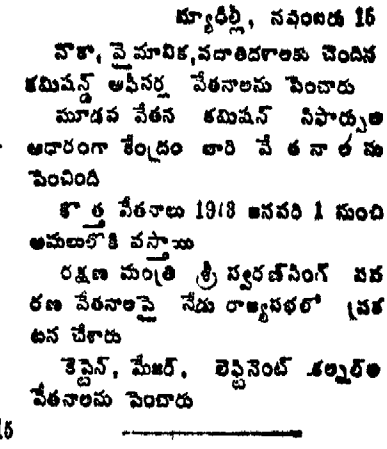 న్యూఢిల్లీ, నవంబరు 15
నౌకా, వైమానిక, పదాతిదళాలకు చెందిన
కమిషన్డ్ ఆఫీసర్ల వేతనాలను పెంచారు
మూడవ వేతన కమిషన్ సిఫార్సుల
ఆధారంగా కేంద్రం వారి వేతనాలను
పెంచింది
కొత్త వేతనాలు 1973 జనవరి 1 నుంచి
అమలులోకి వస్తాయి
రక్షణ మంత్రి శ్రీ స్వరణ్‌సింగ్ సవ
రణ వేతనాలపై నేడు రాజ్యసభలో ప్రక
టన చేశారు
కెప్టెన్, మేజర్, లెఫ్టినెంట్ కల్నల్‌ల
వేతనాలను పెంచారు
15